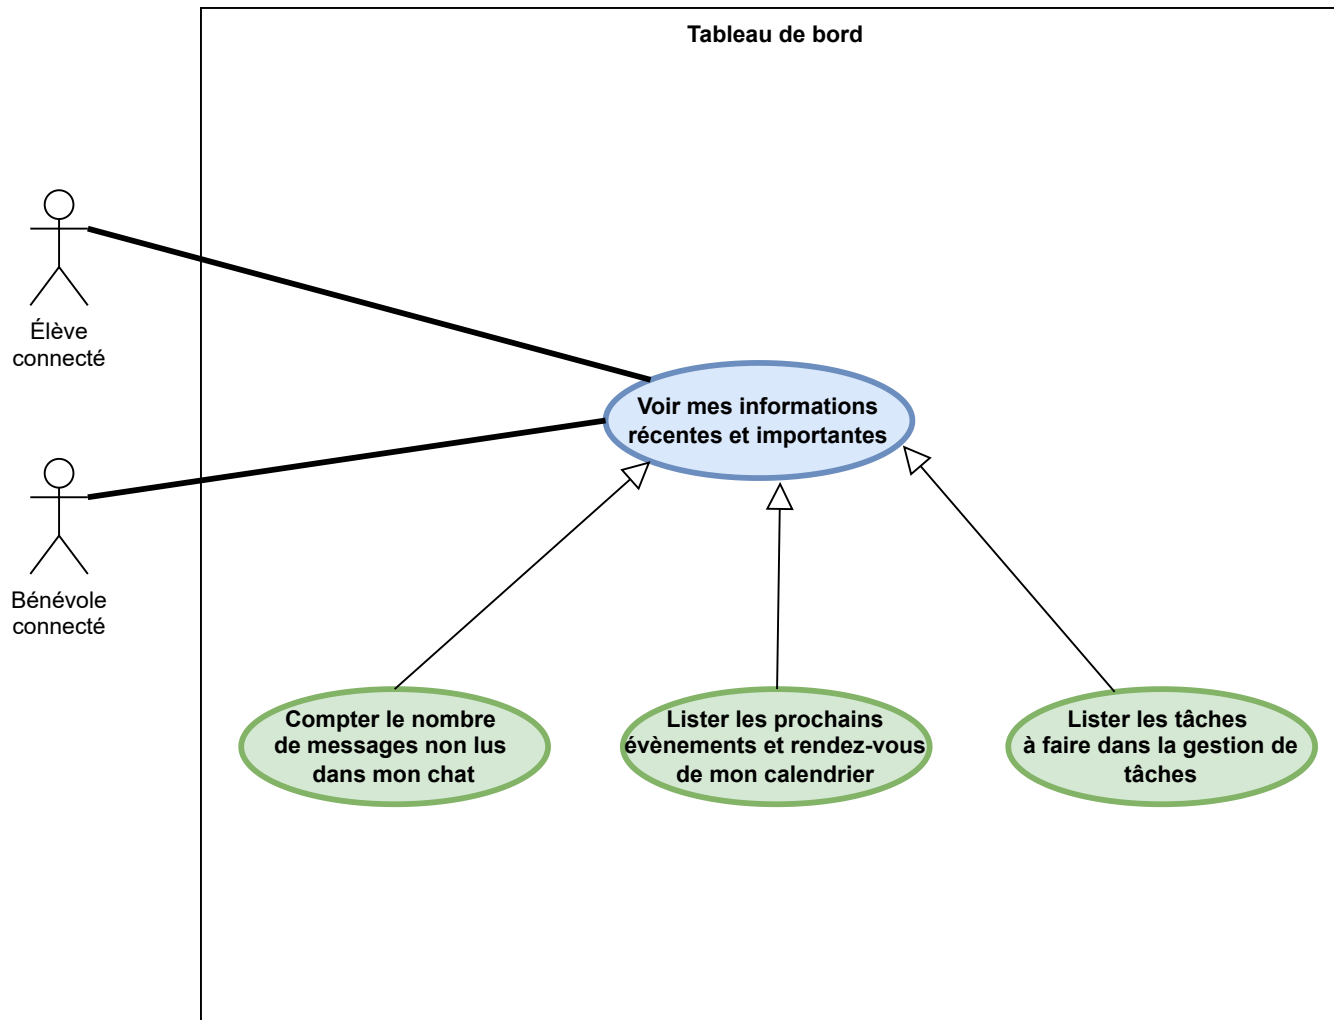 Tableau de bord
Élève
connecté
Voir mes informations
récentes et importantes
Bénévole
connecté
Compter le nombre
de messages non lus
dans mon chat
Lister les prochains
évènements et rendez-vous
de mon calendrier
Lister les tâches
à faire dans la gestion de
tâches